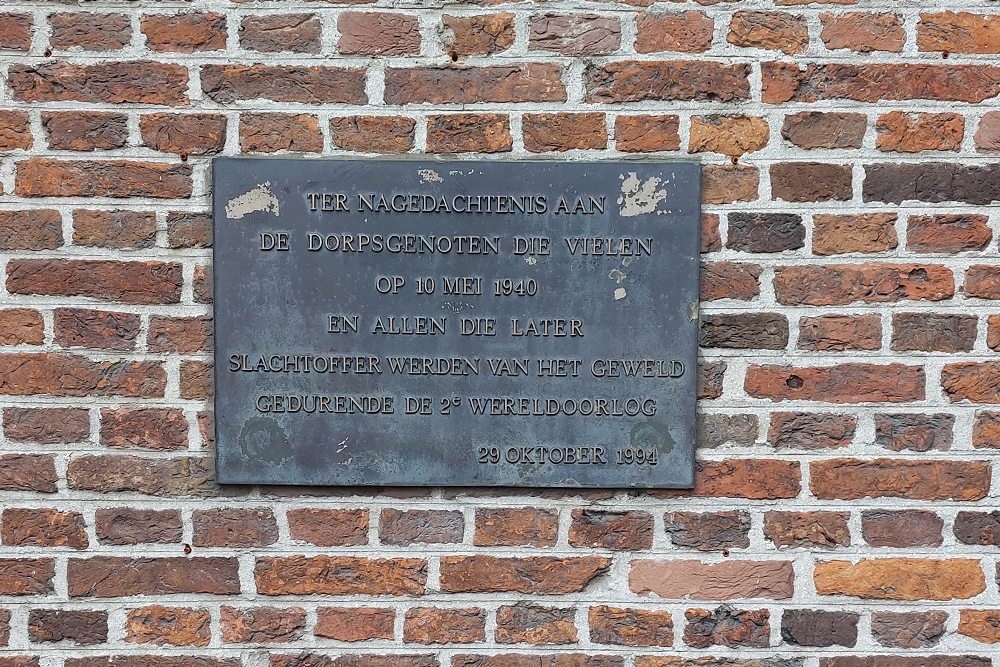 TER NAGEDACHTENIS AAN
DE DORPSGENOTEN DIE VIELEN
OP 10 MEI 1940
EN ALLEN DIE LATER
SLACHTOFFER WERDEN VAN HET GEWELD
GEDURENDE DE 2ᵉ WERELDOORLOG
29 OKTOBER 1994